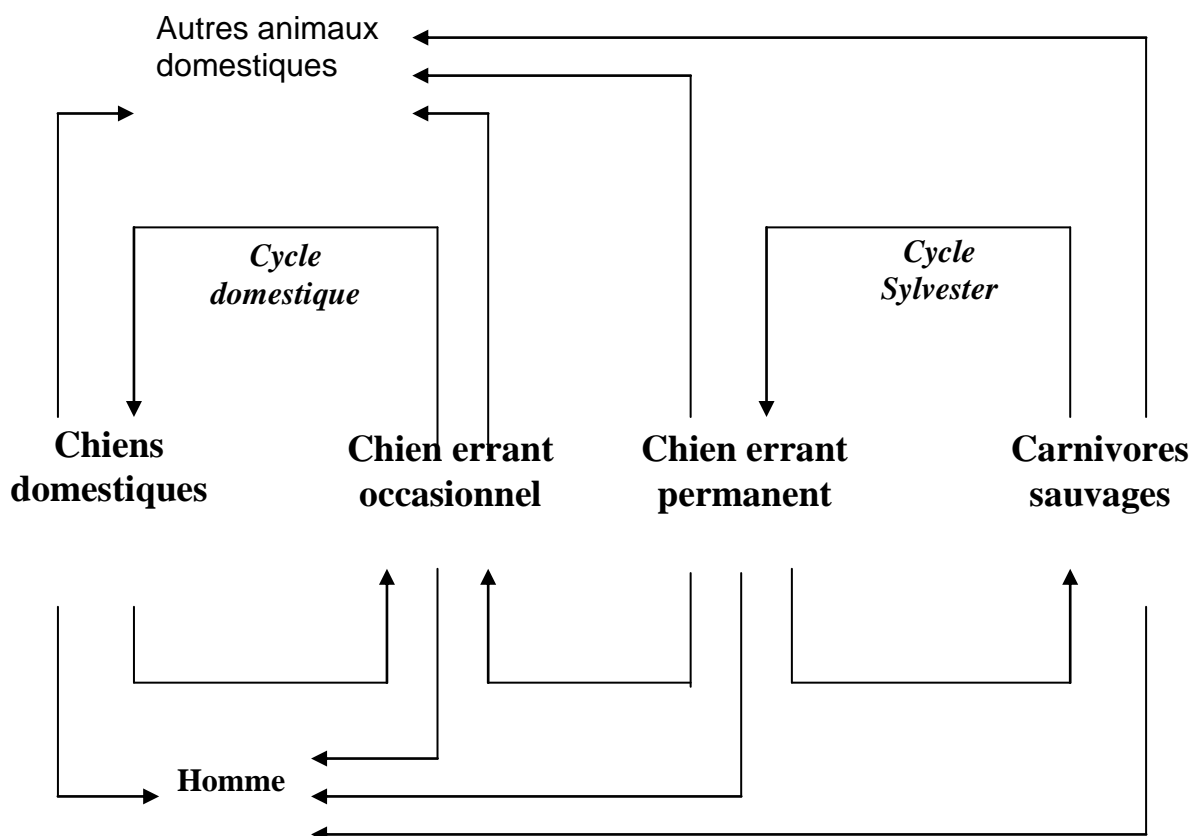 Autres animaux
domestiques
Cycle
domestique
Cycle
Sylvester
Chiens
domestiques
Chien errant
occasionnel
Chien errant
permanent
Carnivores
sauvages
Homme